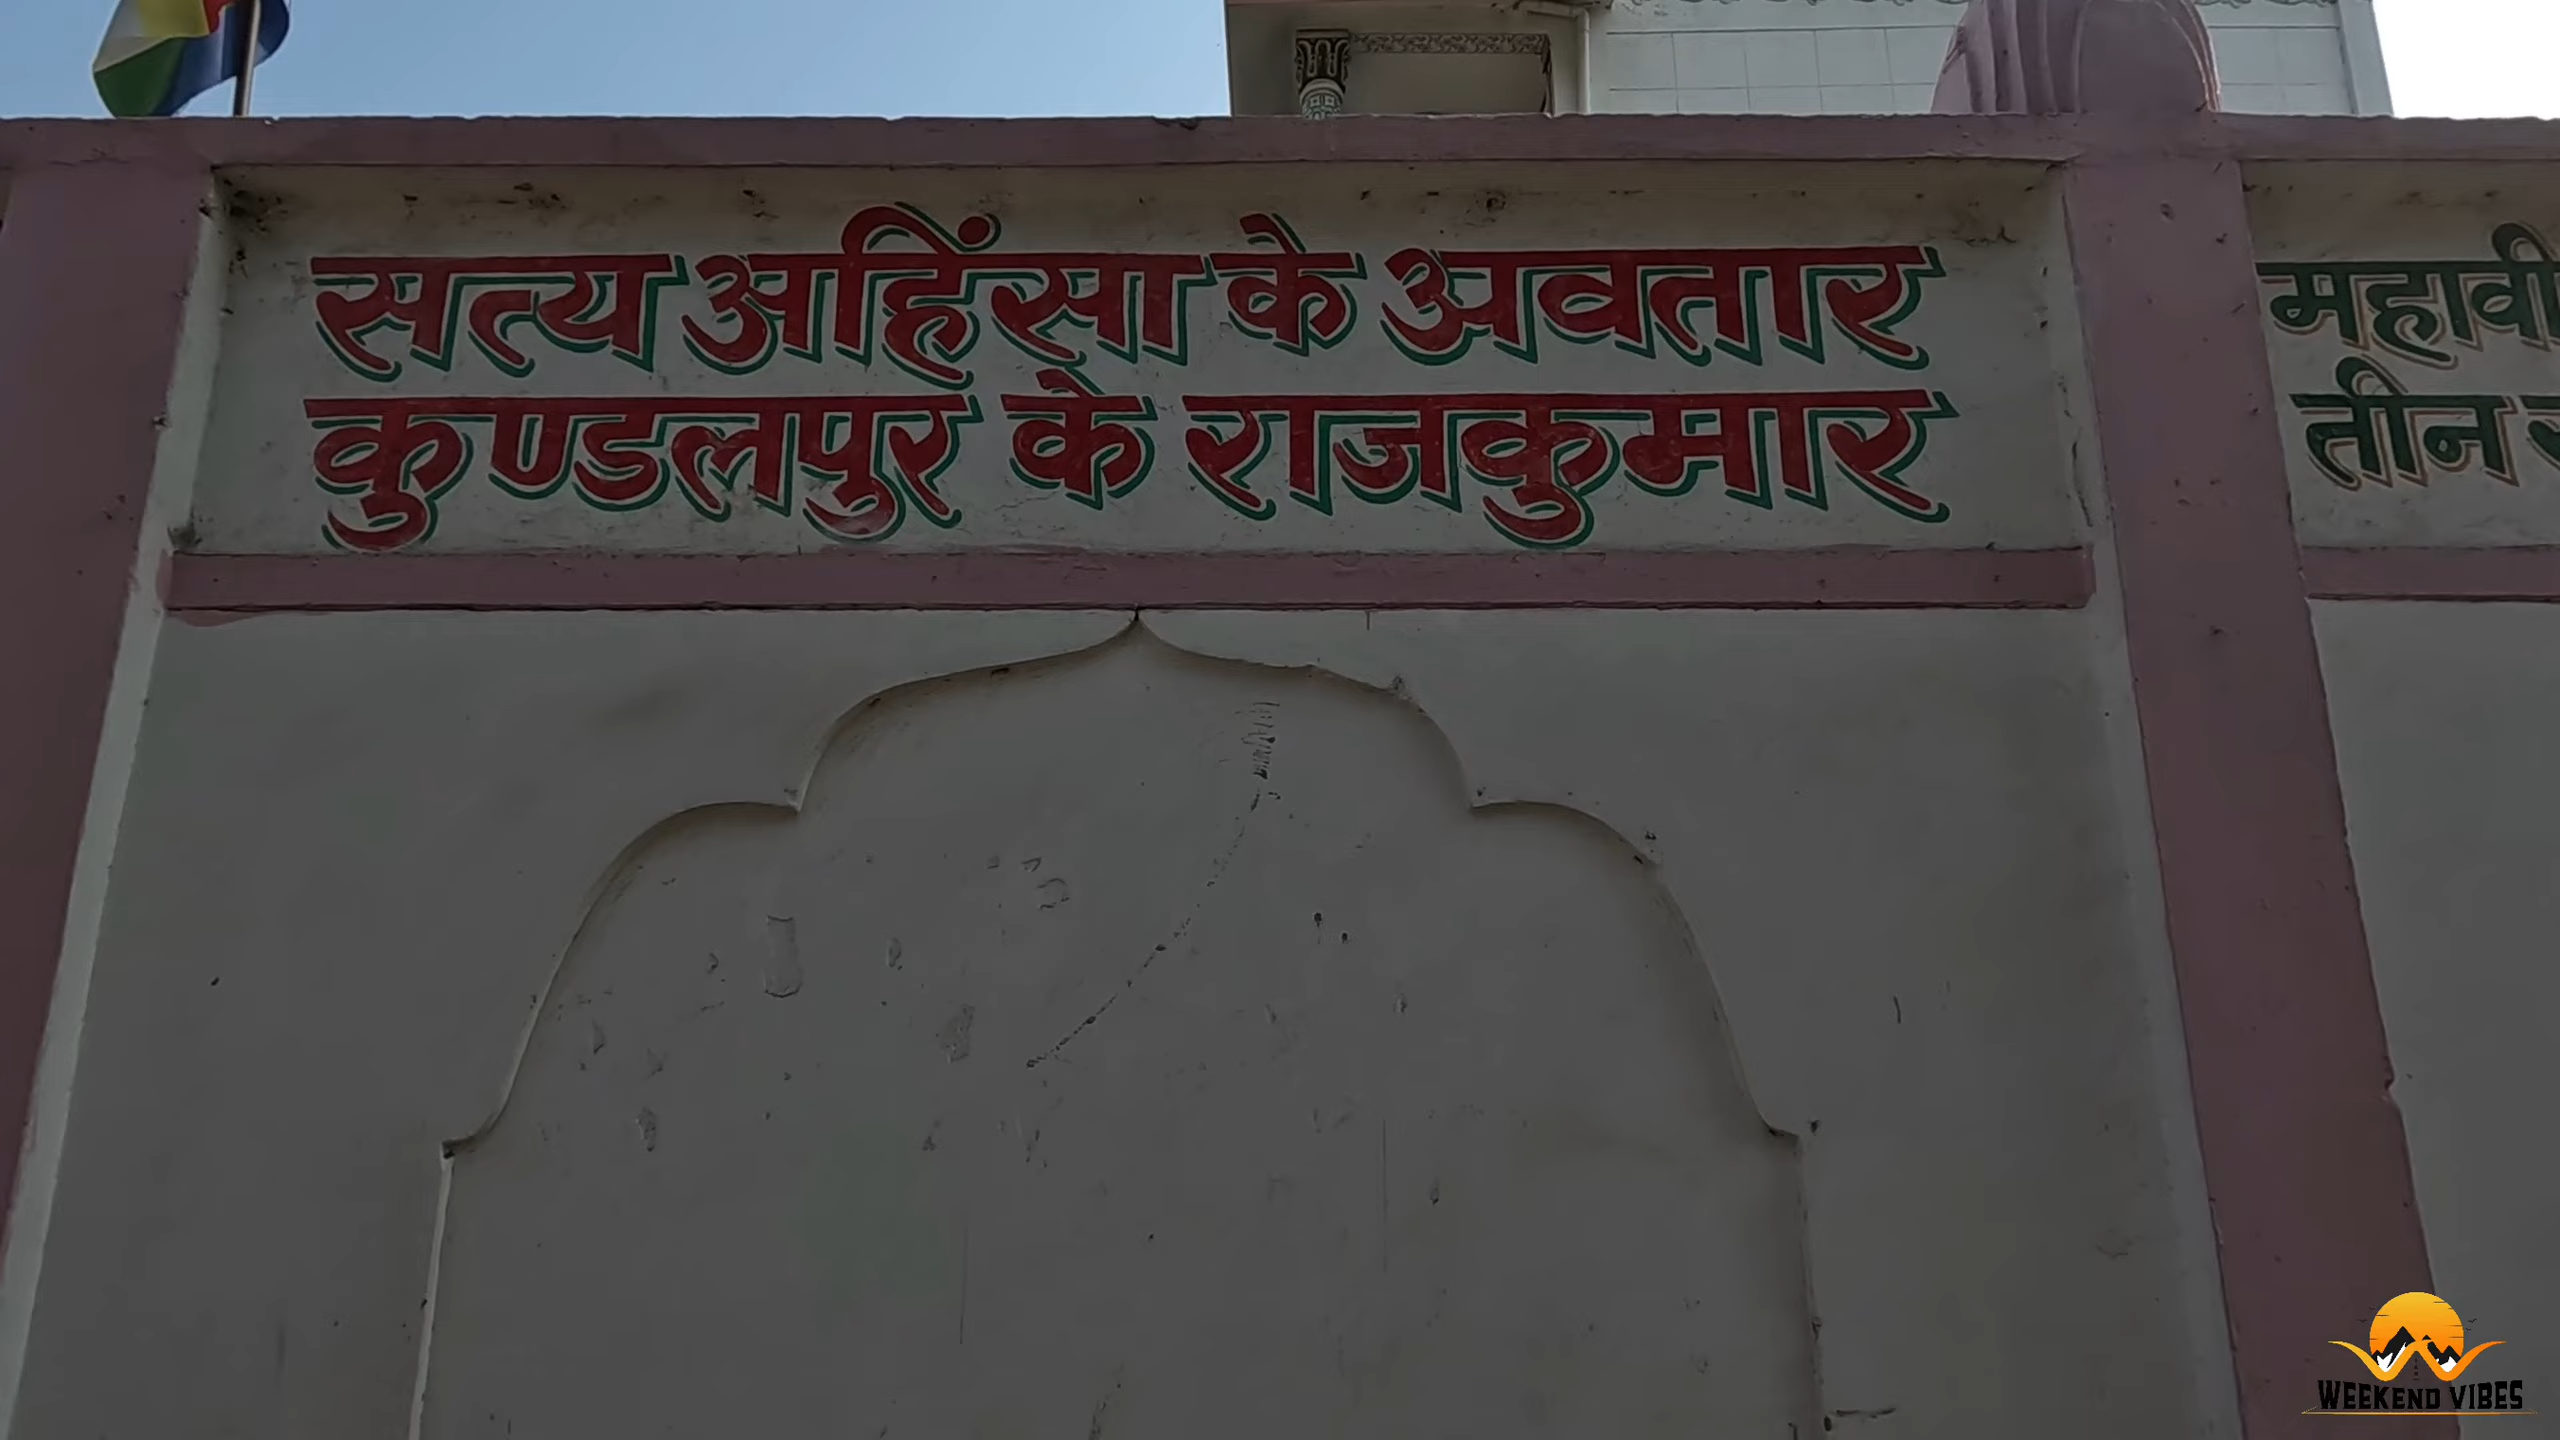 सत्य अहिंसा के अवतार
कुण्डलपुर के राजकुमार
तीन
WEEKEND VIBES